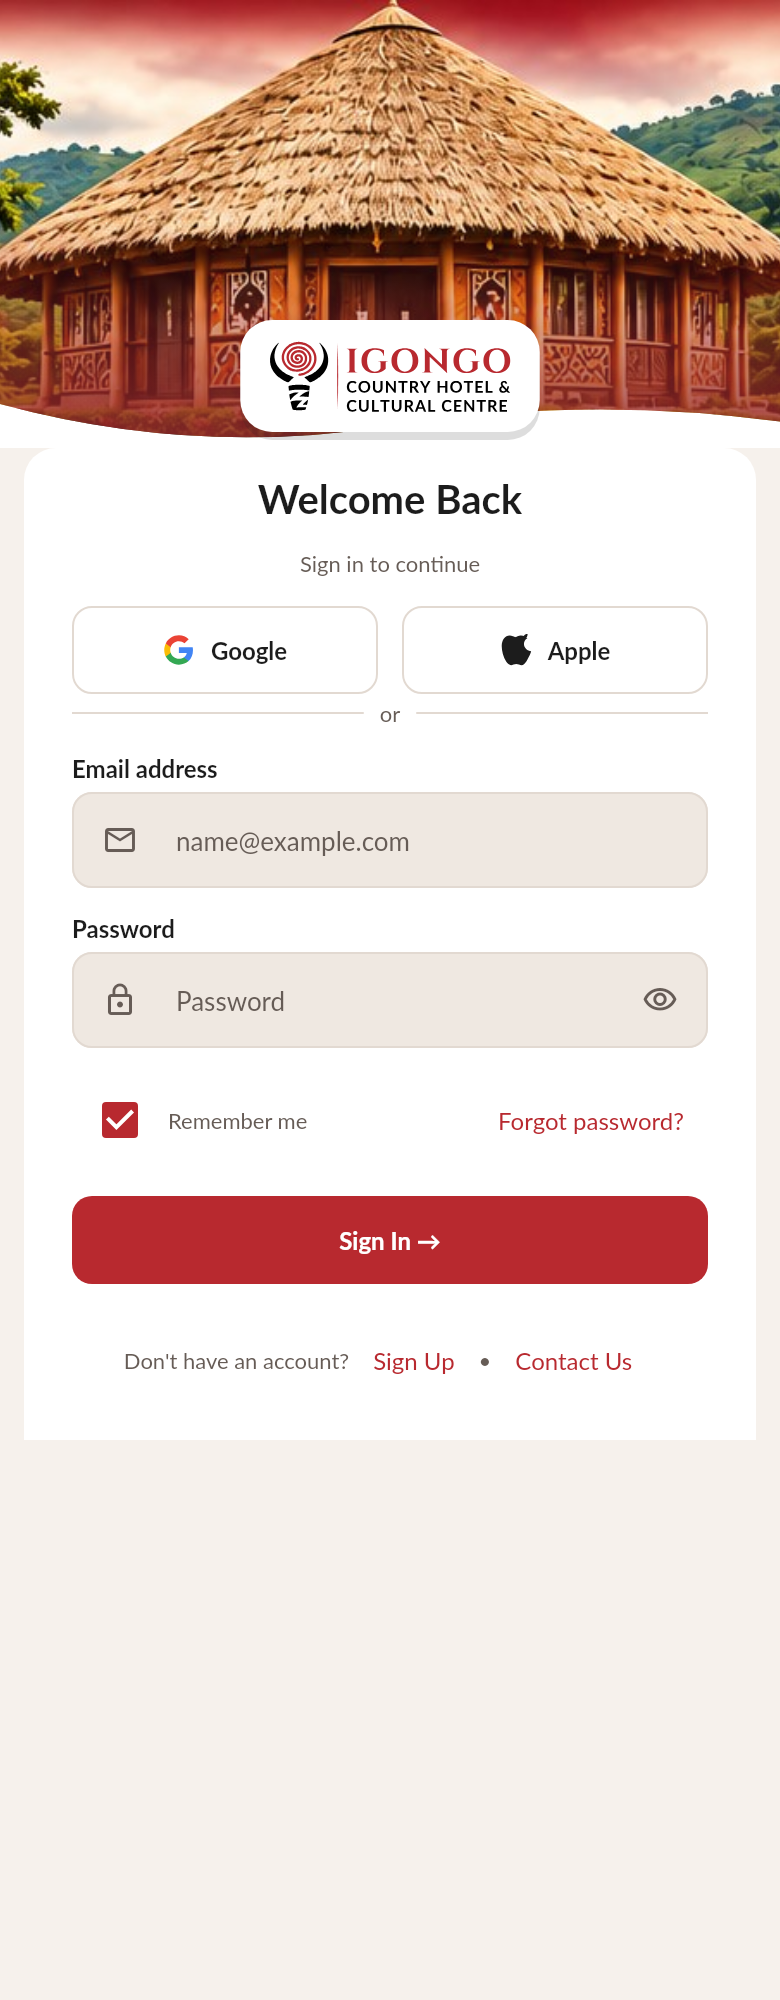 IGONGO
COUNTRY HOTEL &
CULTURAL CENTRE
Welcome Back
Sign in to continue
Google
Apple
or
Email address
name@example.com
Password
Password
Remember me
Forgot password?
Sign In →
Don't have an account? Sign Up • Contact Us